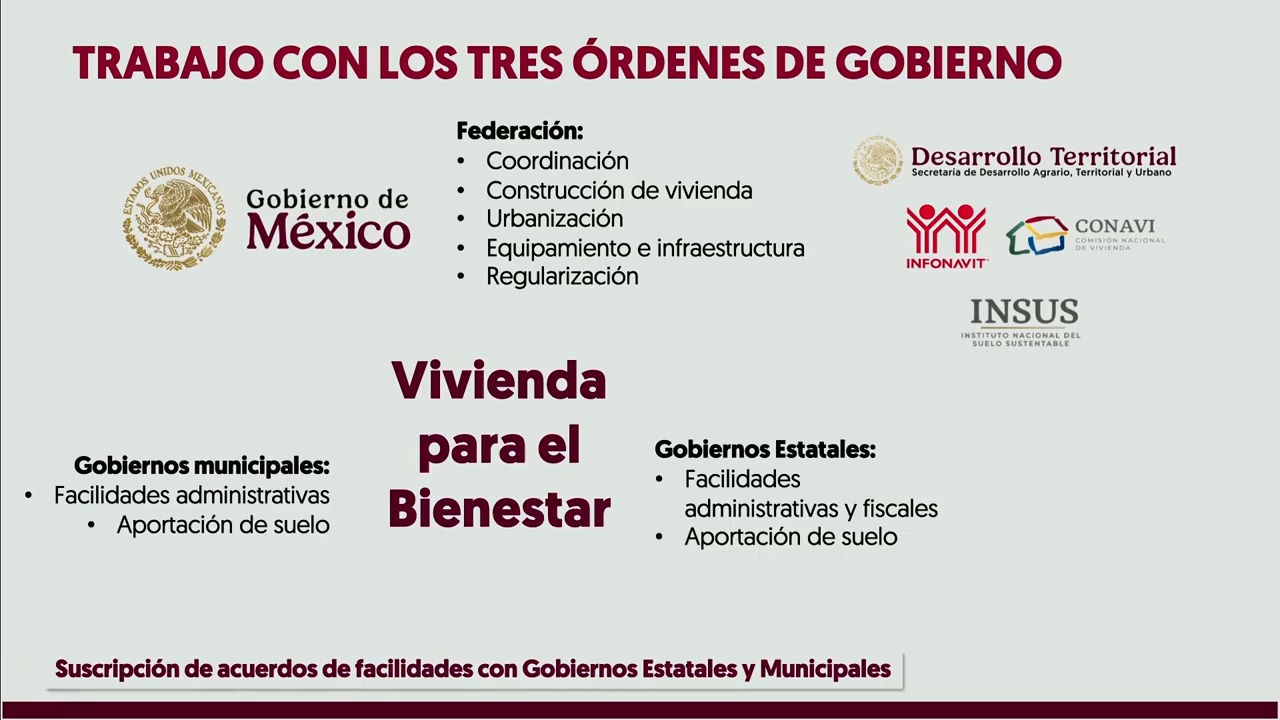 TRABAJO CON LOS TRES ÓRDENES DE GOBIERNO
ESTADOS UNIDOS MEXICANOS
Gobierno de
México
Federación:
• Coordinación
• Construcción de vivienda
• Urbanización
• Equipamiento e infraestructura
• Regularización
Desarrollo Territorial
Secretaría de Desarrollo Agrario, Territorial y Urbano
INFONAVIT
CONAVI
COMISIÓN NACIONAL
DE VIVIENDA
INSUS
INSTITUTO NACIONAL DEL
SUELO SUSTENTABLE
Vivienda
para el
Bienestar
Gobiernos municipales:
• Facilidades administrativas
• Aportación de suelo
Gobiernos Estatales:
• Facilidades
administrativas y fiscales
• Aportación de suelo
Suscripción de acuerdos de facilidades con Gobiernos Estatales y Municipales